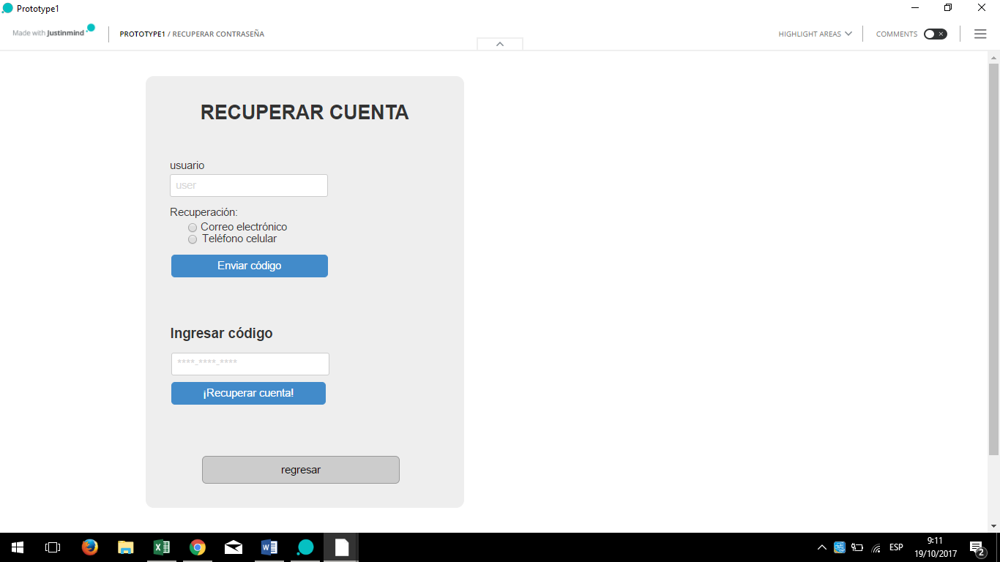 Prototype1
Made with Justinmind
PROTOTYPE1 / RECUPERAR CONTRASEÑA
HIGHLIGHT AREAS
COMMENTS
RECUPERAR CUENTA
usuario
user
Recuperación:
Correo electrónico
Teléfono celular
Enviar código
Ingresar código
****-****-****
¡Recuperar cuenta!
regresar
ESP
9:11
19/10/2017
2